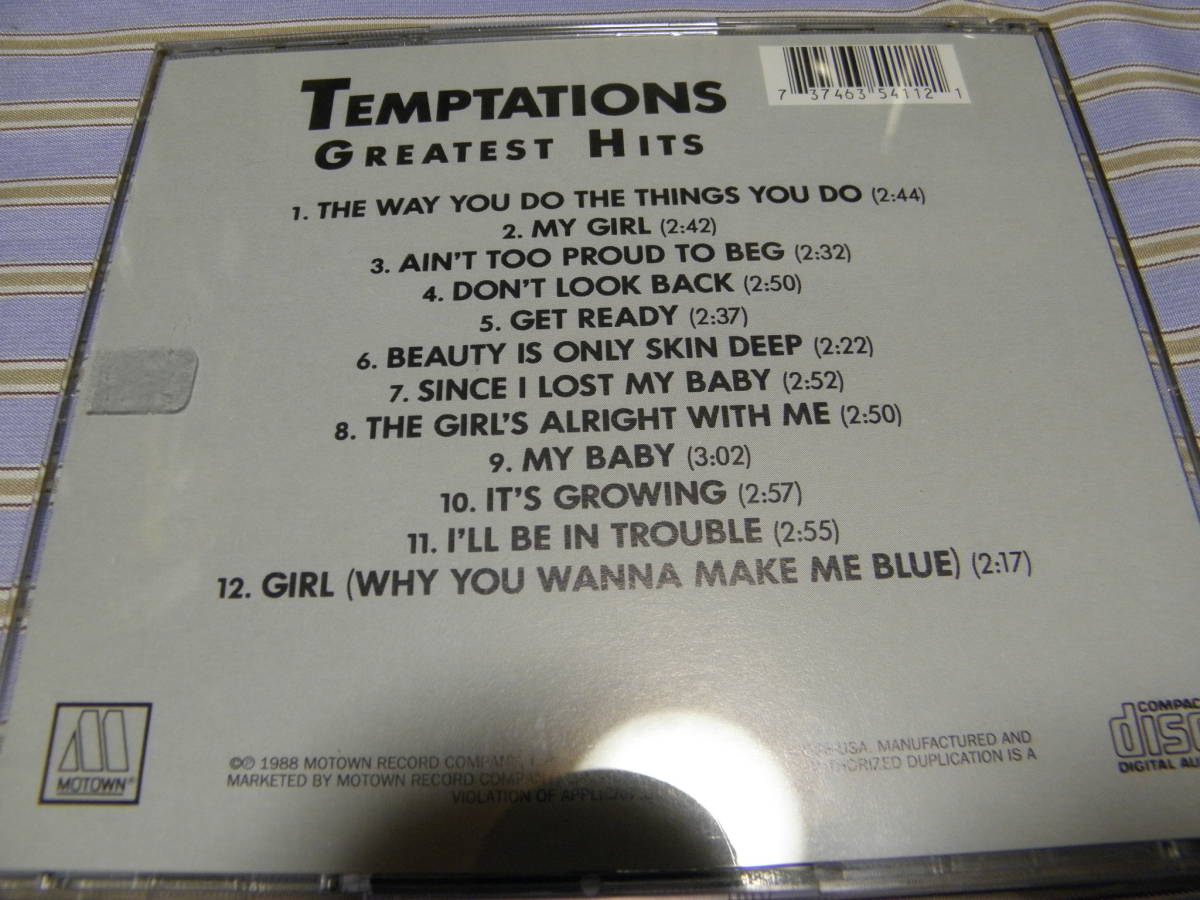 TEMPTATIONS
GREATEST HITS
7 37463 54112 1
1. THE WAY YOU DO THE THINGS YOU DO (2:44)
2. MY GIRL (2:42)
3. AIN'T TOO PROUD TO BEG (2:32)
4. DON'T LOOK BACK (2:50)
5. GET READY (2:37)
6. BEAUTY IS ONLY SKIN DEEP (2:22)
7. SINCE I LOST MY BABY (2:52)
8. THE GIRL'S ALRIGHT WITH ME (2:50)
9. MY BABY (3:02)
10. IT'S GROWING (2:57)
11. I'LL BE IN TROUBLE (2:55)
12. GIRL (WHY YOU WANNA MAKE ME BLUE) (2:17)
MOTOWN®
©℗ 1988 MOTOWN RECORD COMPANY, USA. MANUFACTURED AND
MARKETED BY MOTOWN RECORD COMPANY DUPLICATION IS A
VIOLATION OF
COMPACT
disc
DIGITAL